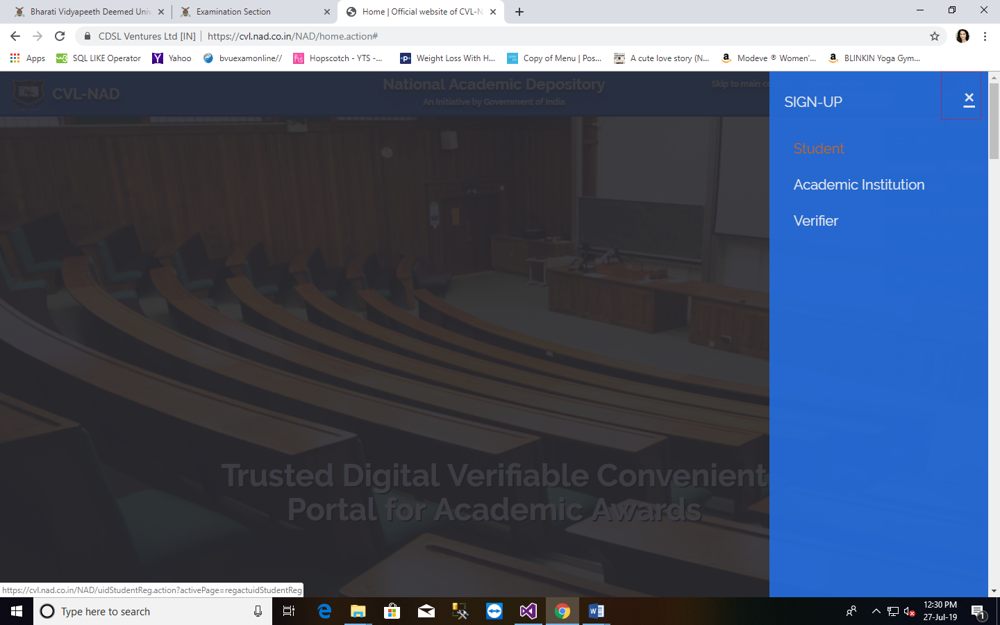 Bharati Vidyapeeth Deemed Univ
Examination Section
Home | Official website of CVL-N
CDSL Ventures Ltd [IN]
https://cvl.nad.co.in/NAD/home.action#
Apps
SQL LIKE Operator
Yahoo
bvuexamonline//
Hopscotch - YTS -...
Weight Loss With H...
Copy of Menu | Pos...
A cute love story (N...
Modeve ® Women'...
BLINKIN Yoga Gym...
CVL-NAD
National Academic Depository
An Initiative by Government of India
Skip to main co
SIGN-UP
Student
Academic Institution
Verifier
Trusted Digital Verifiable Convenient
Portal for Academic Awards
https://cvl.nad.co.in/NAD/uidStudentReg.action?activePage=regactuidStudentReg
Type here to search
12:30 PM
27-Jul-19
1